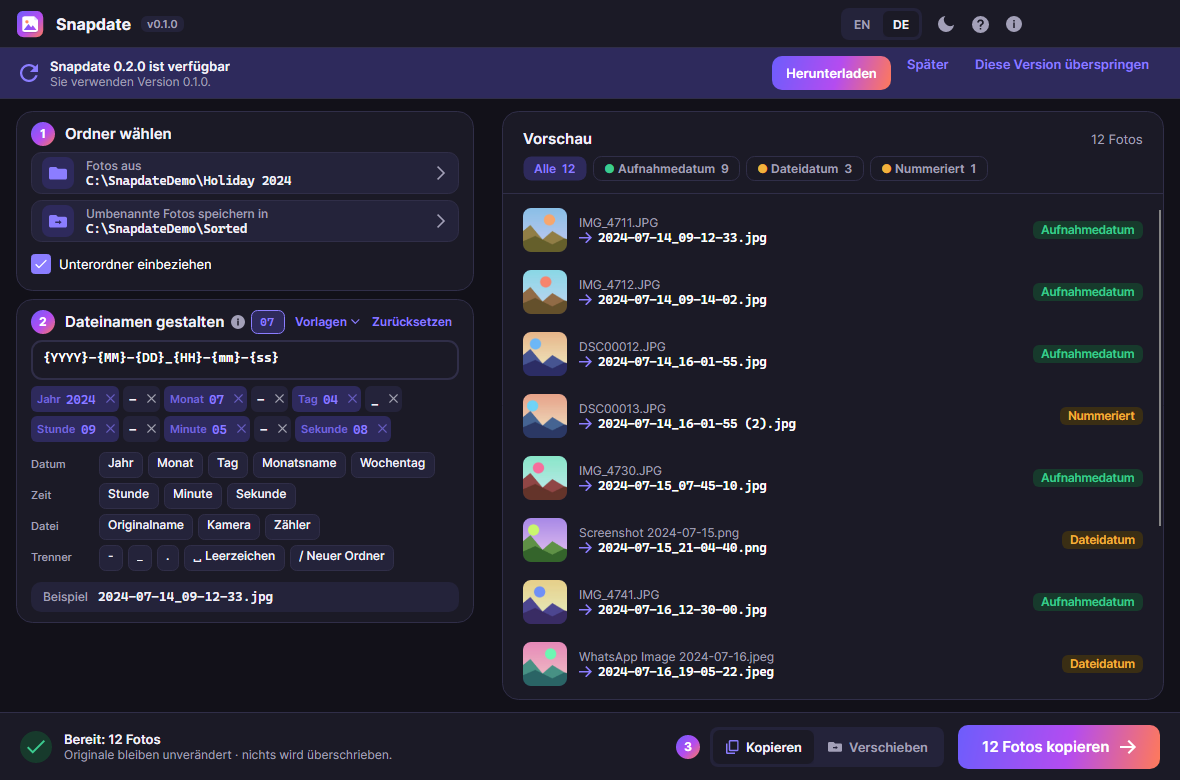 Snapdate v0.1.0
EN DE
Snapdate 0.2.0 ist verfügbar
Sie verwenden Version 0.1.0.
Herunterladen Später Diese Version überspringen
1 Ordner wählen
Fotos aus
C:\SnapdateDemo\Holiday 2024
Umbenannte Fotos speichern in
C:\SnapdateDemo\Sorted
Unterordner einbeziehen
2 Dateinamen gestalten 07 Vorlagen Zurücksetzen
{YYYY}-{MM}-{DD}_{HH}-{mm}-{ss}
Jahr 2024 × - × Monat 07 × - × Tag 04 × _ ×
Stunde 09 × - × Minute 05 × - × Sekunde 08 ×
Datum Jahr Monat Tag Monatsname Wochentag
Zeit Stunde Minute Sekunde
Datei Originalname Kamera Zähler
Trenner - _ . ␣ Leerzeichen / Neuer Ordner
Beispiel 2024-07-14_09-12-33.jpg
Vorschau 12 Fotos
Alle 12 Aufnahmedatum 9 Dateidatum 3 Nummeriert 1
IMG_4711.JPG
→ 2024-07-14_09-12-33.jpg Aufnahmedatum
IMG_4712.JPG
→ 2024-07-14_09-14-02.jpg Aufnahmedatum
DSC00012.JPG
→ 2024-07-14_16-01-55.jpg Aufnahmedatum
DSC00013.JPG
→ 2024-07-14_16-01-55 (2).jpg Nummeriert
IMG_4730.JPG
→ 2024-07-15_07-45-10.jpg Aufnahmedatum
Screenshot 2024-07-15.png
→ 2024-07-15_21-04-40.png Dateidatum
IMG_4741.JPG
→ 2024-07-16_12-30-00.jpg Aufnahmedatum
WhatsApp Image 2024-07-16.jpeg
→ 2024-07-16_19-05-22.jpeg Dateidatum
Bereit: 12 Fotos
Originale bleiben unverändert · nichts wird überschrieben.
3 Kopieren Verschieben 12 Fotos kopieren →